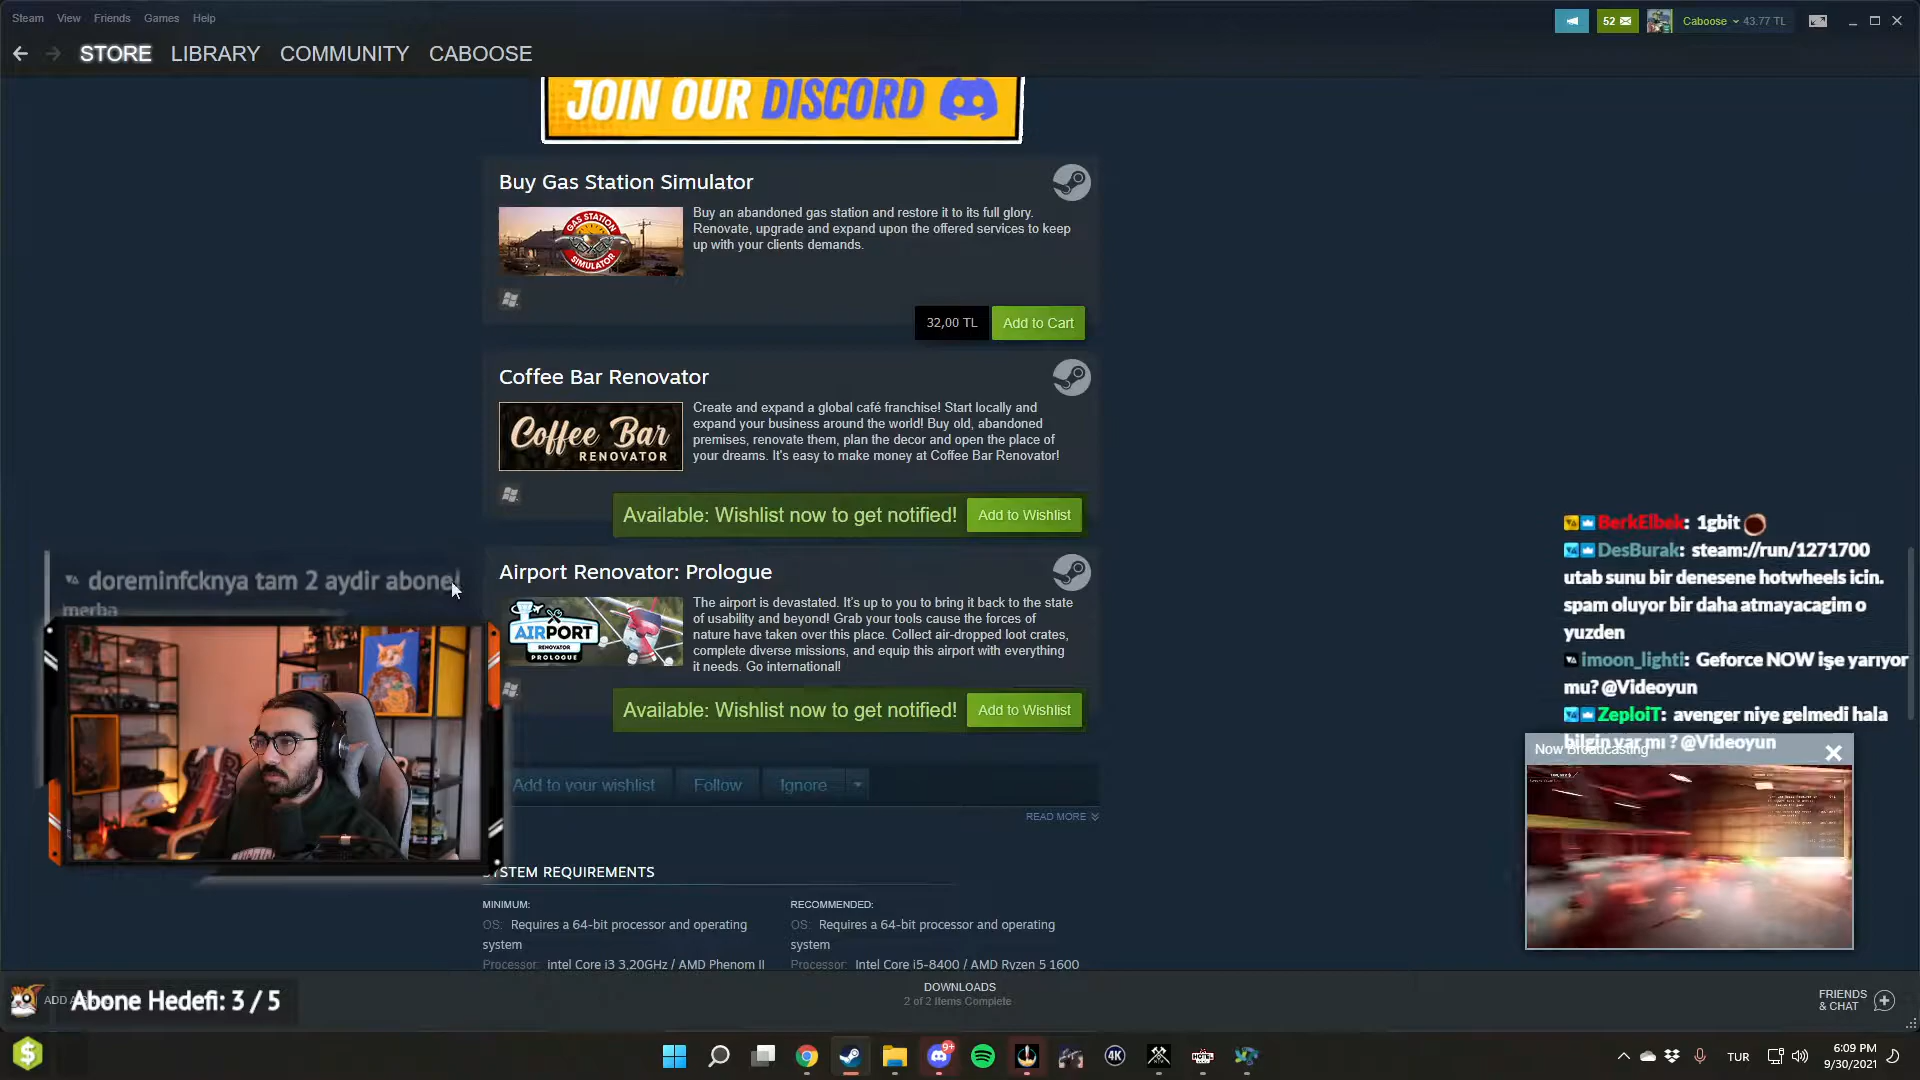 Steam View Friends Games Help
52
Caboose 43.77 TL
STORE LIBRARY COMMUNITY CABOOSE
JOIN OUR DISCORD
Buy Gas Station Simulator
GAS STATION
SIMULATOR
Buy an abandoned gas station and restore it to its full glory.
Renovate, upgrade and expand upon the offered services to keep
up with your clients demands.
32,00 TL Add to Cart
Coffee Bar Renovator
Coffee Bar
RENOVATOR
Create and expand a global café franchise! Start locally and
expand your business around the world! Buy old, abandoned
premises, renovate them, plan the decor and open the place of
your dreams. It's easy to make money at Coffee Bar Renovator!
Available: Wishlist now to get notified! Add to Wishlist
Airport Renovator: Prologue
AIRPORT
RENOVATOR
PROLOGUE
The airport is devastated. It's up to you to bring it back to the state
of usability and beyond! Grab your tools cause the forces of
nature have taken over this place. Collect air-dropped loot crates,
complete diverse missions, and equip this airport with everything
it needs. Go international!
Available: Wishlist now to get notified! Add to Wishlist
doreminfcknya tam 2 aydir abone!
merba
Add to your wishlist Follow Ignore
READ MORE
SYSTEM REQUIREMENTS
MINIMUM:
OS: Requires a 64-bit processor and operating
system
Processor: intel Core i3 3,20GHz / AMD Phenom II
RECOMMENDED:
OS: Requires a 64-bit processor and operating
system
Processor: Intel Core i5-8400 / AMD Ryzen 5 1600
BerkElbek: 1gbit
DesBurak: steam://run/1271700
utab sunu bir denesene hotwheels icin.
spam oluyor bir daha atmayacagim o
yuzden
imoon_lighti: Geforce NOW işe yarıyor
mu? @Videoyun
ZeploiT: avenger niye gelmedi hala
bilgin var mı ? @Videoyun
Now Broadcasting
Abone Hedefi: 3 / 5
DOWNLOADS
2 of 2 Items Complete
FRIENDS
& CHAT
9+
4K
TUR
6:09 PM
9/30/2021